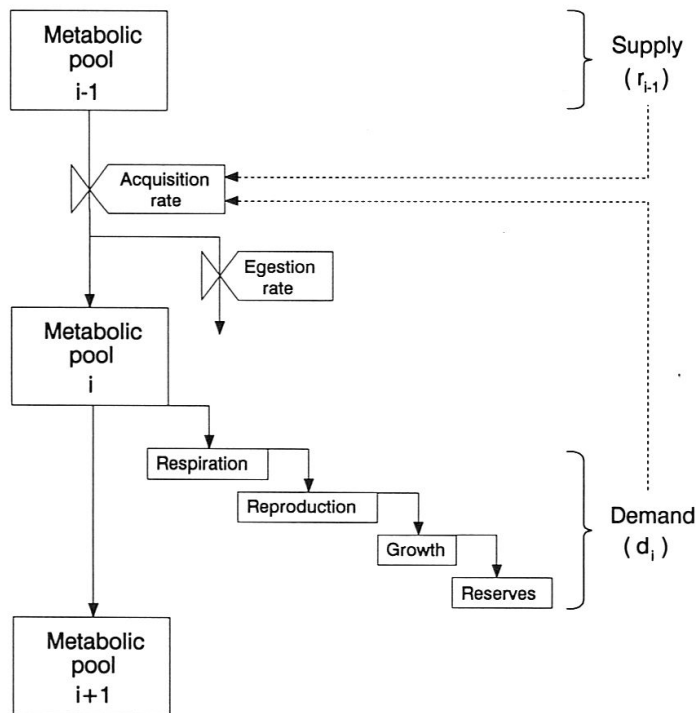 Metabolic
pool
i-1
Supply
( r i-1 )
Acquisition
rate
Egestion
rate
Metabolic
pool
i
Respiration
Reproduction
Growth
Reserves
Demand
( d i )
Metabolic
pool
i+1